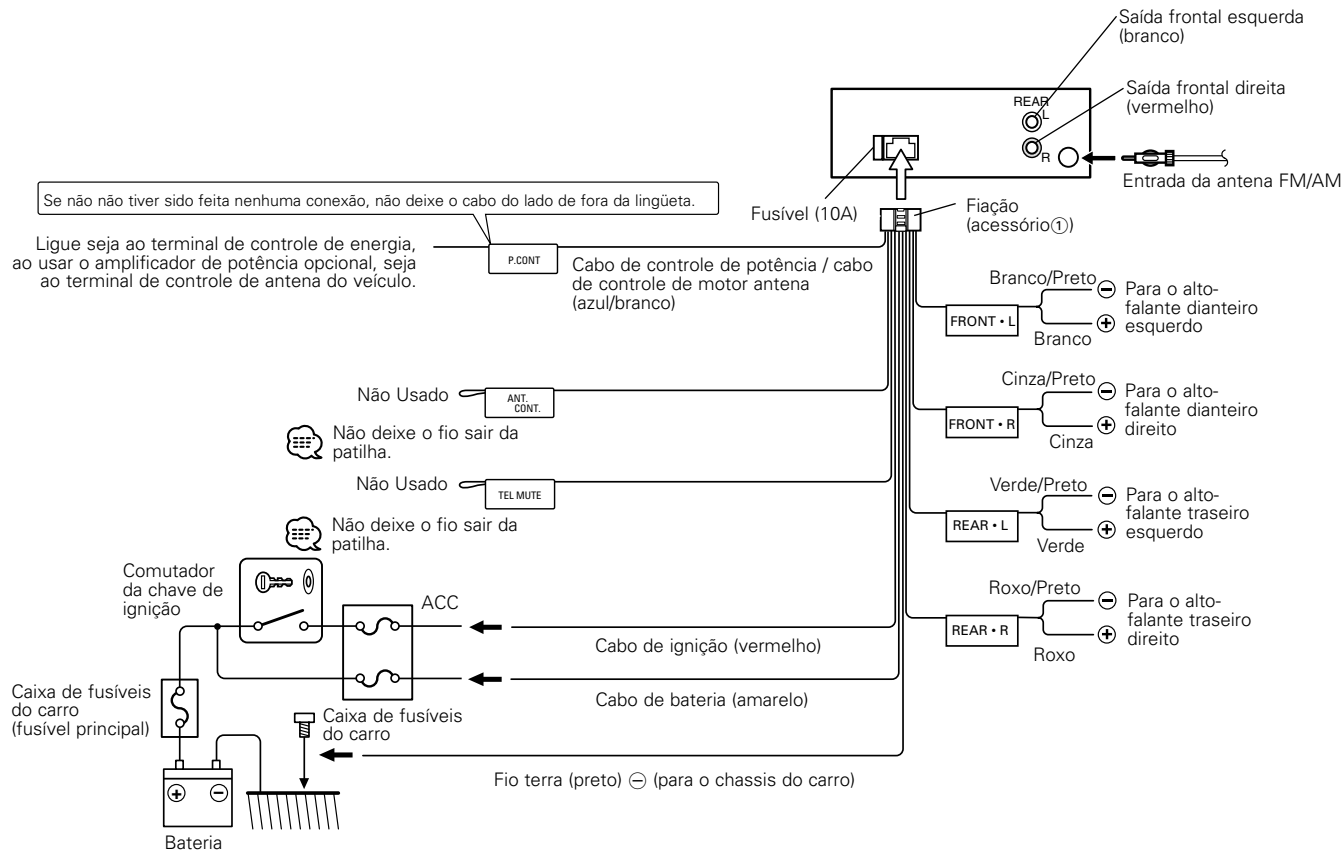 Saída frontal esquerda
(branco)
Saída frontal direita
(vermelho)
REAR
L
R
Entrada da antena FM/AM
Fusível (10A)
Fiação
(acessório①)
Se não não tiver sido feita nenhuma conexão, não deixe o cabo do lado de fora da lingüeta.
Ligue seja ao terminal de controle de energia,
ao usar o amplificador de potência opcional, seja
ao terminal de controle de antena do veículo.
P.CONT
Cabo de controle de potência / cabo
de controle de motor antena
(azul/branco)
Branco/Preto
FRONT • L
Branco
⊖ Para o alto-
falante dianteiro
⊕ esquerdo
Cinza/Preto
FRONT • R
Cinza
⊖ Para o alto-
falante dianteiro
⊕ direito
Não Usado
ANT.
CONT.
Não deixe o fio sair da
patilha.
Não Usado
TEL MUTE
Não deixe o fio sair da
patilha.
Verde/Preto
REAR • L
Verde
⊖ Para o alto-
falante traseiro
⊕ esquerdo
Roxo/Preto
REAR • R
Roxo
⊖ Para o alto-
falante traseiro
⊕ direito
Comutador
da chave de
ignição
ACC
Cabo de ignição (vermelho)
Cabo de bateria (amarelo)
Caixa de fusíveis
do carro
(fusível principal)
Caixa de fusíveis
do carro
Fio terra (preto) ⊖ (para o chassis do carro)
⊕ ⊖
Bateria